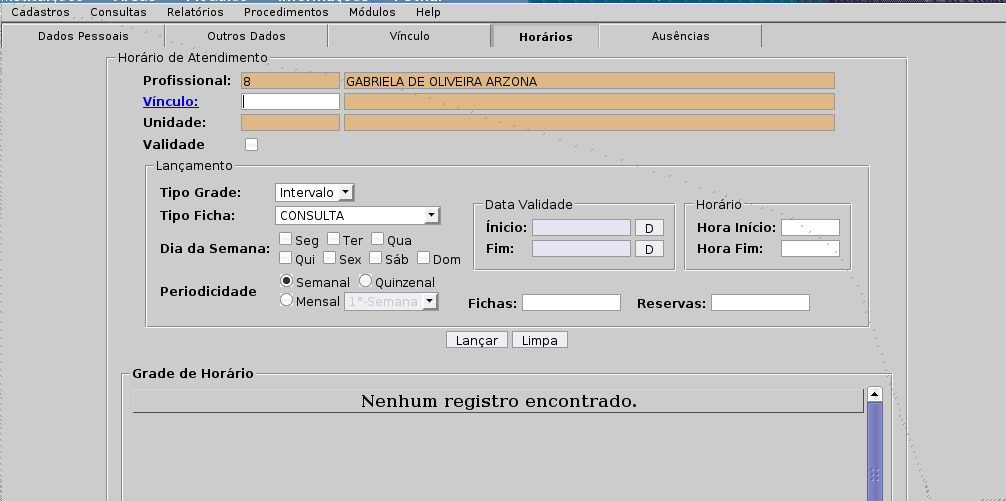 Cadastros Consultas Relatórios Procedimentos Módulos Help
Dados Pessoais Outros Dados Vínculo Horários Ausências
Horário de Atendimento
Profissional: 8 GABRIELA DE OLIVEIRA ARZONA
Vínculo:
Unidade:
Validade
Lançamento
Tipo Grade: Intervalo
Tipo Ficha: CONSULTA
Dia da Semana: Seg Ter Qua
Qui Sex Sáb Dom
Periodicidade Semanal Quinzenal
Mensal 1°-Semana
Data Validade
Ínicio: D
Fim: D
Horário
Hora Início:
Hora Fim:
Fichas: Reservas:
Lançar Limpa
Grade de Horário
Nenhum registro encontrado.